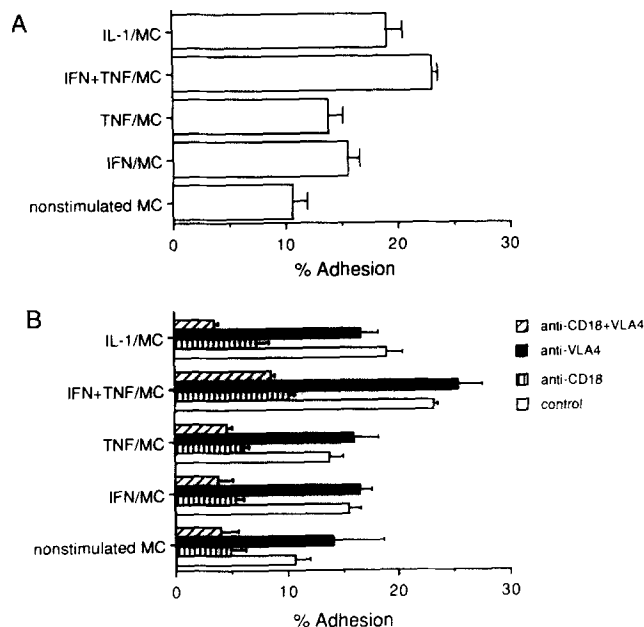 A
IL-1/MC
IFN+TNF/MC
TNF/MC
IFN/MC
nonstimulated MC
0 10 20 30
% Adhesion
B
IL-1/MC
IFN+TNF/MC
TNF/MC
IFN/MC
nonstimulated MC
0 10 20 30
% Adhesion
anti-CD18+VLA4
anti-VLA4
anti-CD18
control